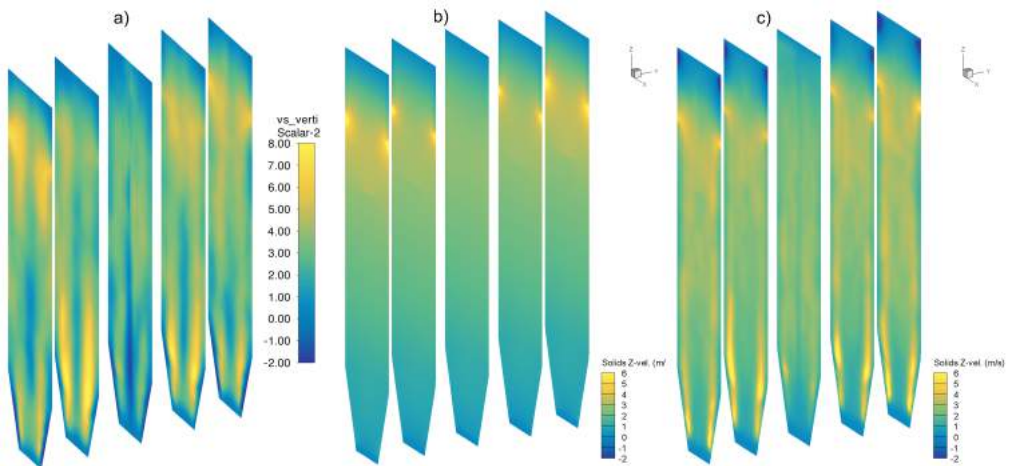 a)
b)
c)
Z
Y
X
Z
Y
X
vs_verti
Scalar-2
8.00
7.00
6.00
5.00
4.00
3.00
2.00
1.00
0.00
-1.00
-2.00
Solids Z-vel. (m/
6
5
4
3
2
1
0
-1
-2
Solids Z-vel. (m/s)
6
5
4
3
2
1
0
-1
-2